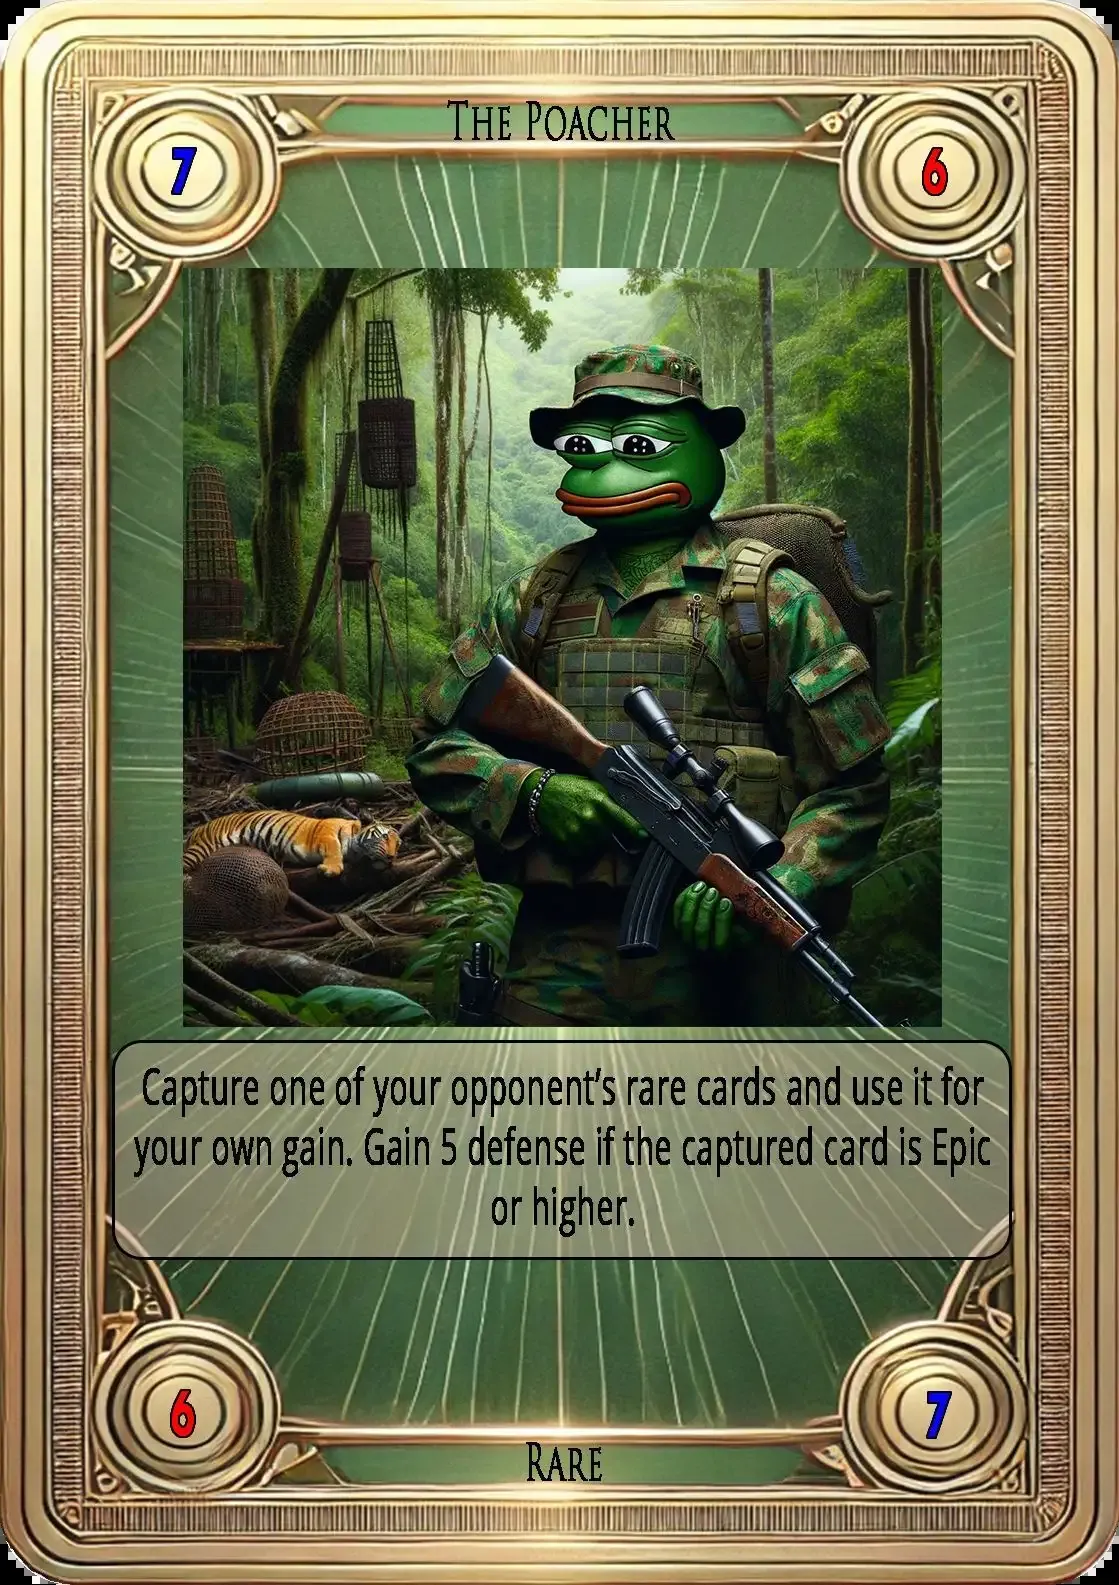 The Poacher
7
6
Capture one of your opponent's rare cards and use it for
your own gain. Gain 5 defense if the captured card is Epic
or higher.
6
7
Rare